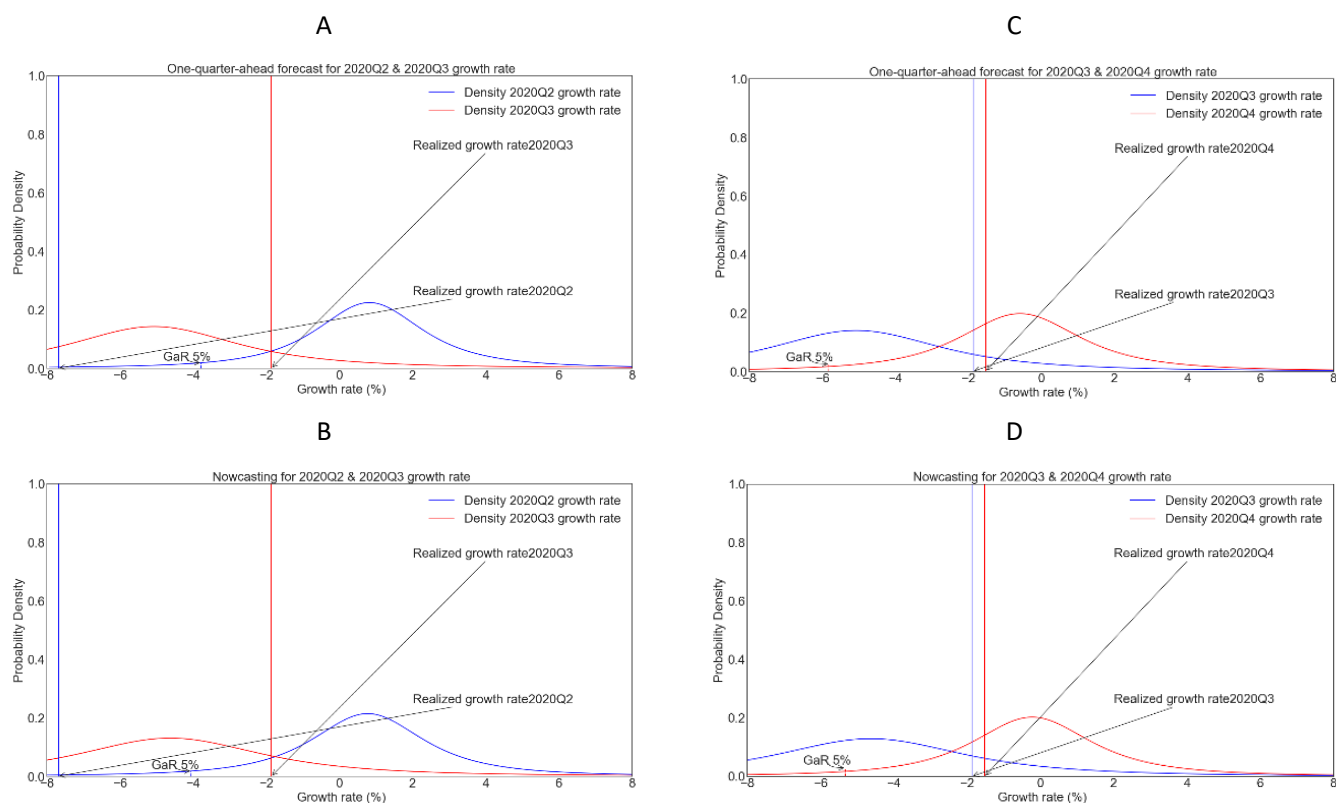 A
One-quarter-ahead forecast for 2020Q2 & 2020Q3 growth rate
1.0
Density 2020Q2 growth rate
Density 2020Q3 growth rate
0.8
Realized growth rate2020Q3
0.6
Probability Density
0.4
Realized growth rate2020Q2
0.2
GaR 5%
0.0
−8 −6 −4 −2 0 2 4 6 8
Growth rate (%)
C
One-quarter-ahead forecast for 2020Q3 & 2020Q4 growth rate
1.0
Density 2020Q3 growth rate
Density 2020Q4 growth rate
0.8
Realized growth rate2020Q4
0.6
Probability Density
0.4
Realized growth rate2020Q3
0.2
GaR 5%
0.0
−8 −6 −4 −2 0 2 4 6 8
Growth rate (%)
B
Nowcasting for 2020Q2 & 2020Q3 growth rate
1.0
Density 2020Q2 growth rate
Density 2020Q3 growth rate
0.8
Realized growth rate2020Q3
0.6
Probability Density
0.4
Realized growth rate2020Q2
0.2
GaR 5%
0.0
−8 −6 −4 −2 0 2 4 6 8
Growth rate (%)
D
Nowcasting for 2020Q3 & 2020Q4 growth rate
1.0
Density 2020Q3 growth rate
Density 2020Q4 growth rate
0.8
Realized growth rate2020Q4
0.6
Probability Density
0.4
Realized growth rate2020Q3
0.2
GaR 5%
0.0
−8 −6 −4 −2 0 2 4 6 8
Growth rate (%)